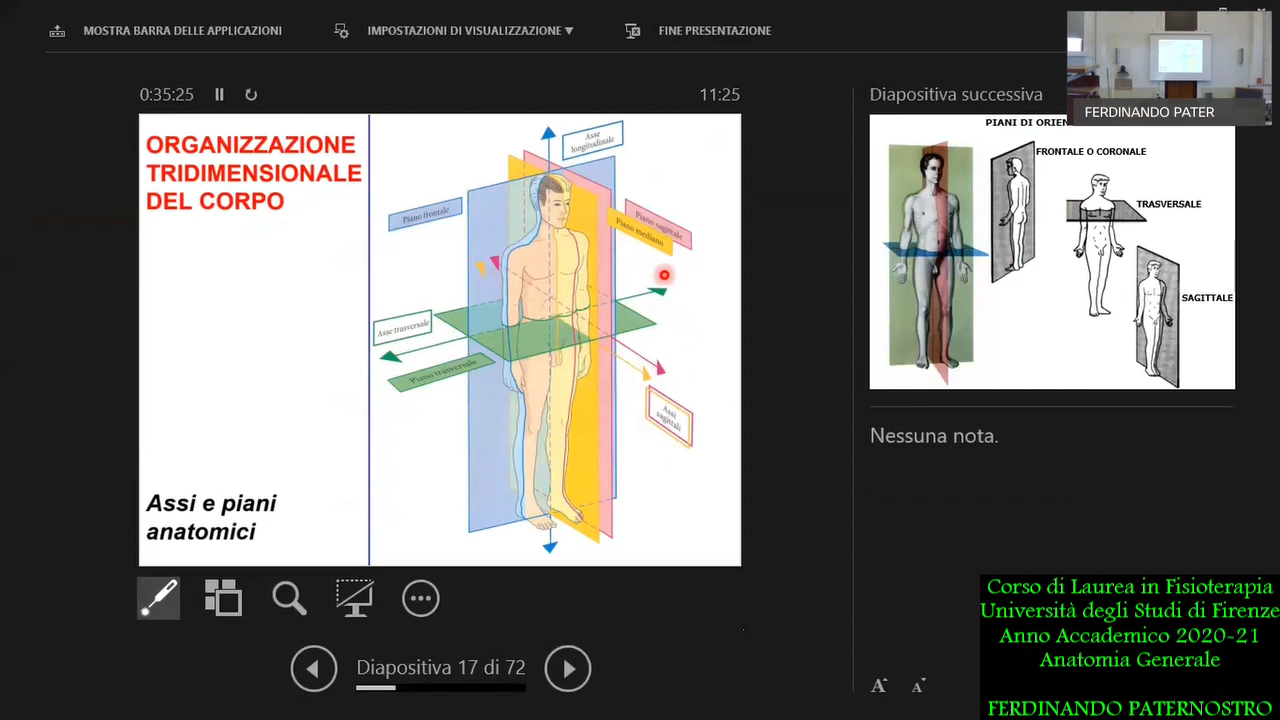 MOSTRA BARRA DELLE APPLICAZIONI
IMPOSTAZIONI DI VISUALIZZAZIONE ▼
FINE PRESENTAZIONE
FERDINANDO PATER
0:35:25
11:25
ORGANIZZAZIONE
TRIDIMENSIONALE
DEL CORPO
Asse
longitudinale
Piano frontale
Piano sagittale
Piano mediano
Asse trasversale
Piano trasversale
Assi
sagittali
Assi e piani
anatomici
Diapositiva successiva
PIANI DI ORIEN
FRONTALE O CORONALE
TRASVERSALE
SAGITTALE
Nessuna nota.
Diapositiva 17 di 72
A A
Corso di Laurea in Fisioterapia
Università degli Studi di Firenze
Anno Accademico 2020-21
Anatomia Generale
FERDINANDO PATERNOSTRO